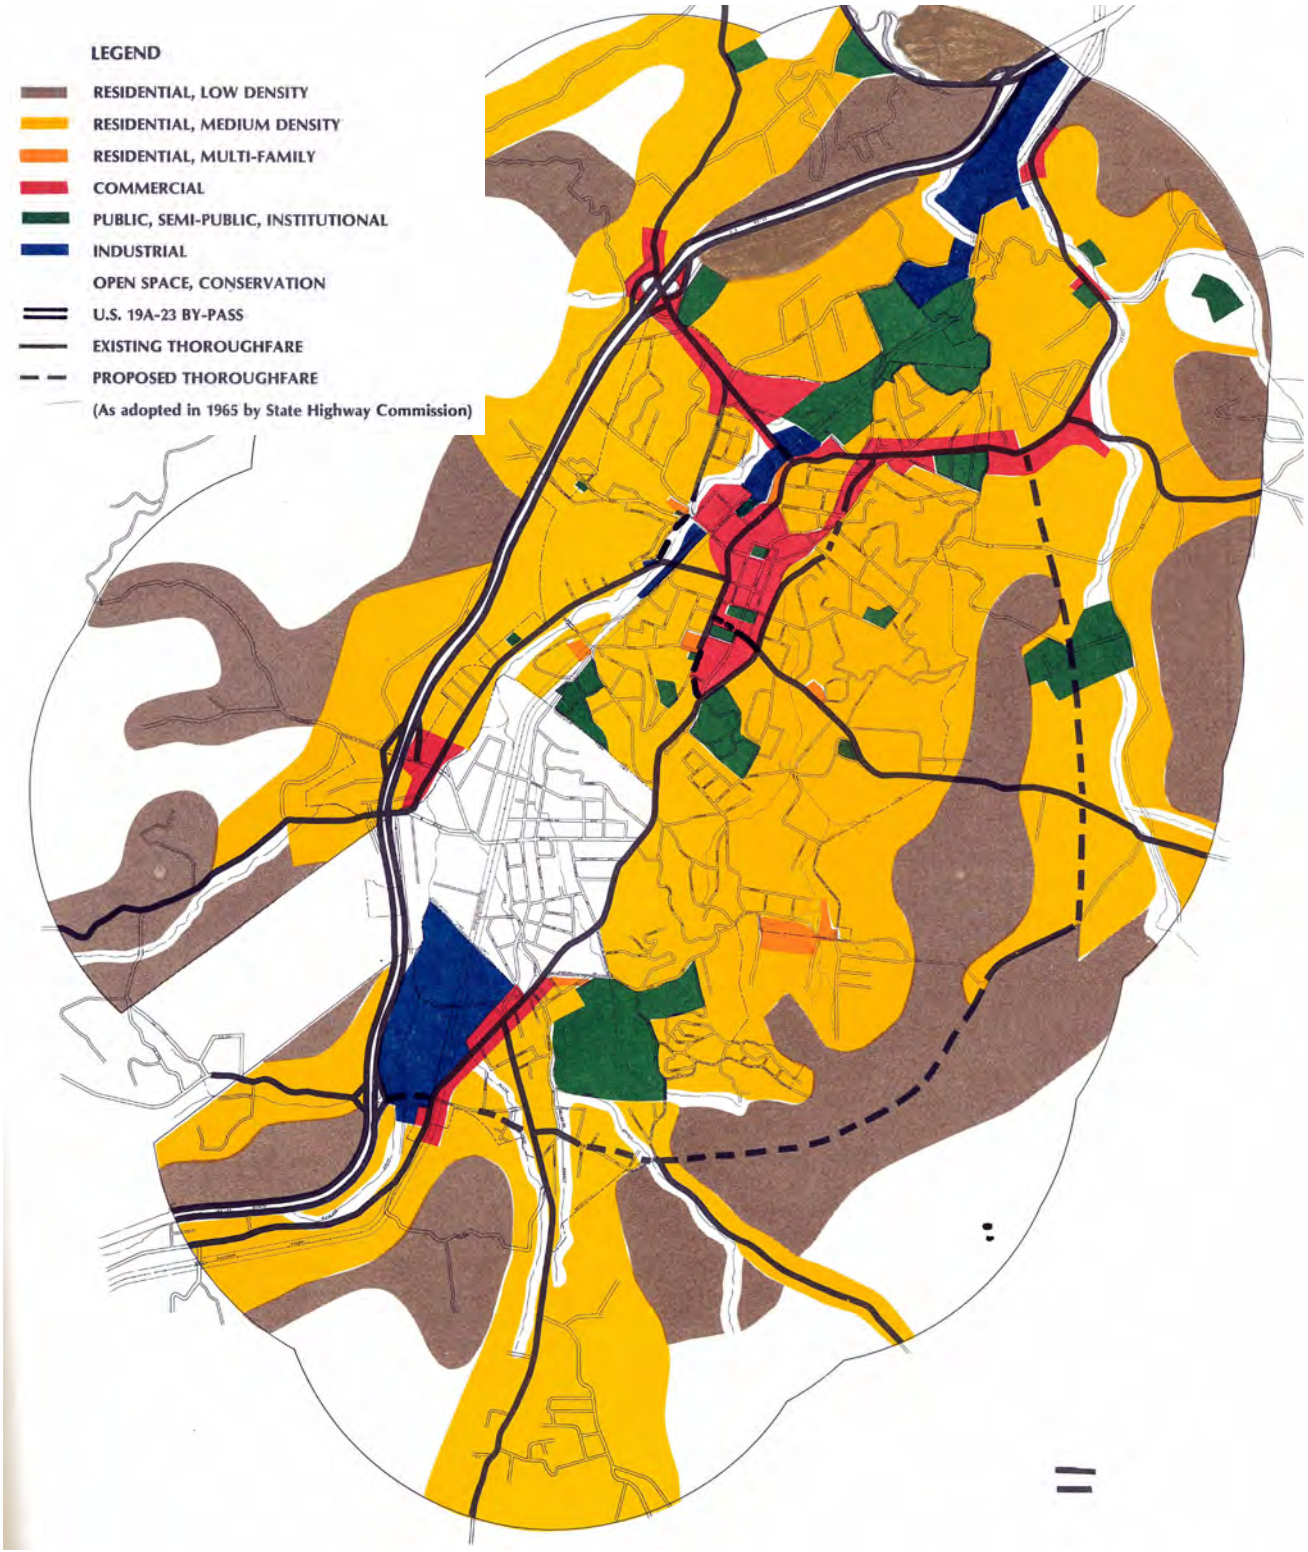 LEGEND
RESIDENTIAL, LOW DENSITY
RESIDENTIAL, MEDIUM DENSITY
RESIDENTIAL, MULTI-FAMILY
COMMERCIAL
PUBLIC, SEMI-PUBLIC, INSTITUTIONAL
INDUSTRIAL
OPEN SPACE, CONSERVATION
U.S. 19A-23 BY-PASS
EXISTING THOROUGHFARE
PROPOSED THOROUGHFARE
(As adopted in 1965 by State Highway Commission)